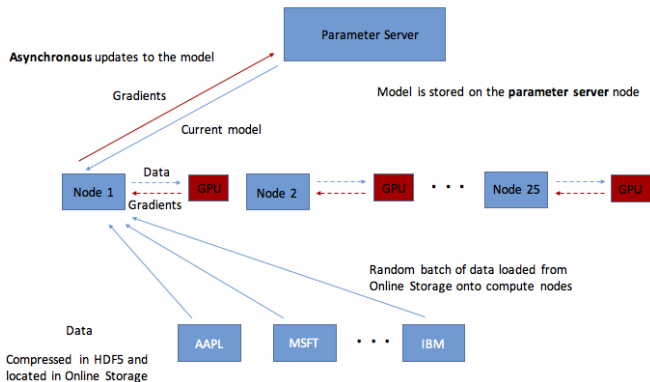 Parameter Server
Asynchronous updates to the model
Gradients
Model is stored on the parameter server node
Current model
Data
Node 1
GPU
Node 2
GPU
• • •
Node 25
GPU
Gradients
Random batch of data loaded from
Online Storage onto compute nodes
Data
Compressed in HDF5 and
located in Online Storage
AAPL
MSFT
• • •
IBM